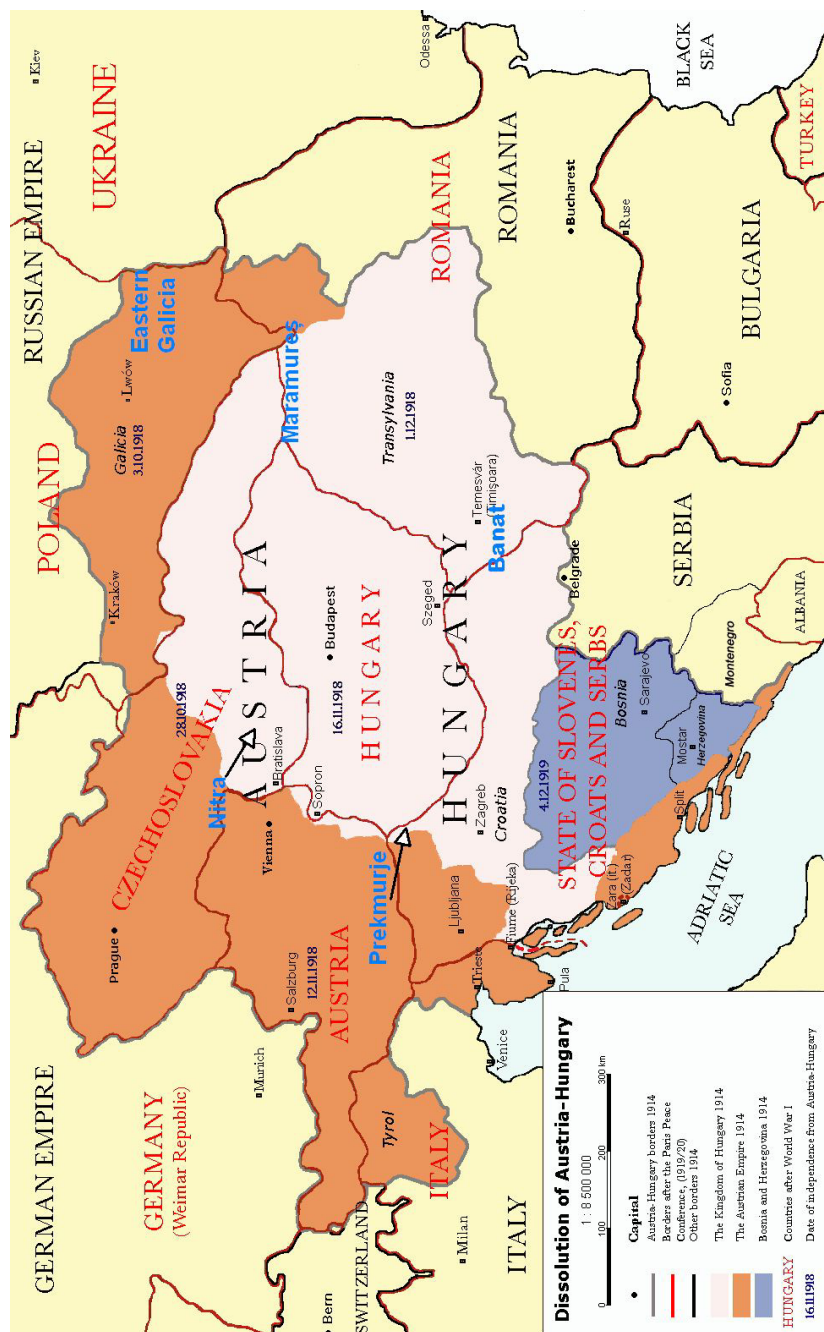 GERMAN EMPIRE
RUSSIAN EMPIRE
Kiev
UKRAINE
POLAND
GERMANY
(Weimar Republic)
Prague
CZECHOSLOVAKIA
28.10.1918
Kraków
Galicia
3.10.1918
Lwów
Eastern
Galicia
Nitra
Munich
Salzburg
12.11.1918
AUSTRIA
Vienna
Bratislava
Sopron
AUSTRIA
Budapest
16.11.1918
HUNGARY
Maramureș
Odessa
Bern
SWITZERLAND
Tyrol
ITALY
Prekmurje
Ljubljana
Milan
ITALY
Venice
Trieste
Pula
Fiume (Rijeka)
Zagreb
Croatia
HUNGARY
Szeged
Banat
Temesvár
(Timișoara)
Transylvania
1.12.1918
ROMANIA
ROMANIA
Bucharest
Ruse
BLACK
SEA
Belgrade
STATE OF SLOVENES,
CROATS AND SERBS
4.12.1919
Bosnia
Sarajevo
Mostar
Herzegovina
Zara (it.)
(Zadar)
Split
ADRIATIC
SEA
Montenegro
SERBIA
ALBANIA
Sofia
BULGARIA
TURKEY
Dissolution of Austria-Hungary
1 : 8 500 000
0 100 200 300 km
Capital
Austria-Hungary borders 1914
Borders after the Paris Peace
Conference, (1919/20)
Other borders 1914
The Kingdom of Hungary 1914
The Austrian Empire 1914
Bosnia and Herzegovina 1914
HUNGARY Countries after World War I
16.11.1918 Date of independence from Austria-Hungary